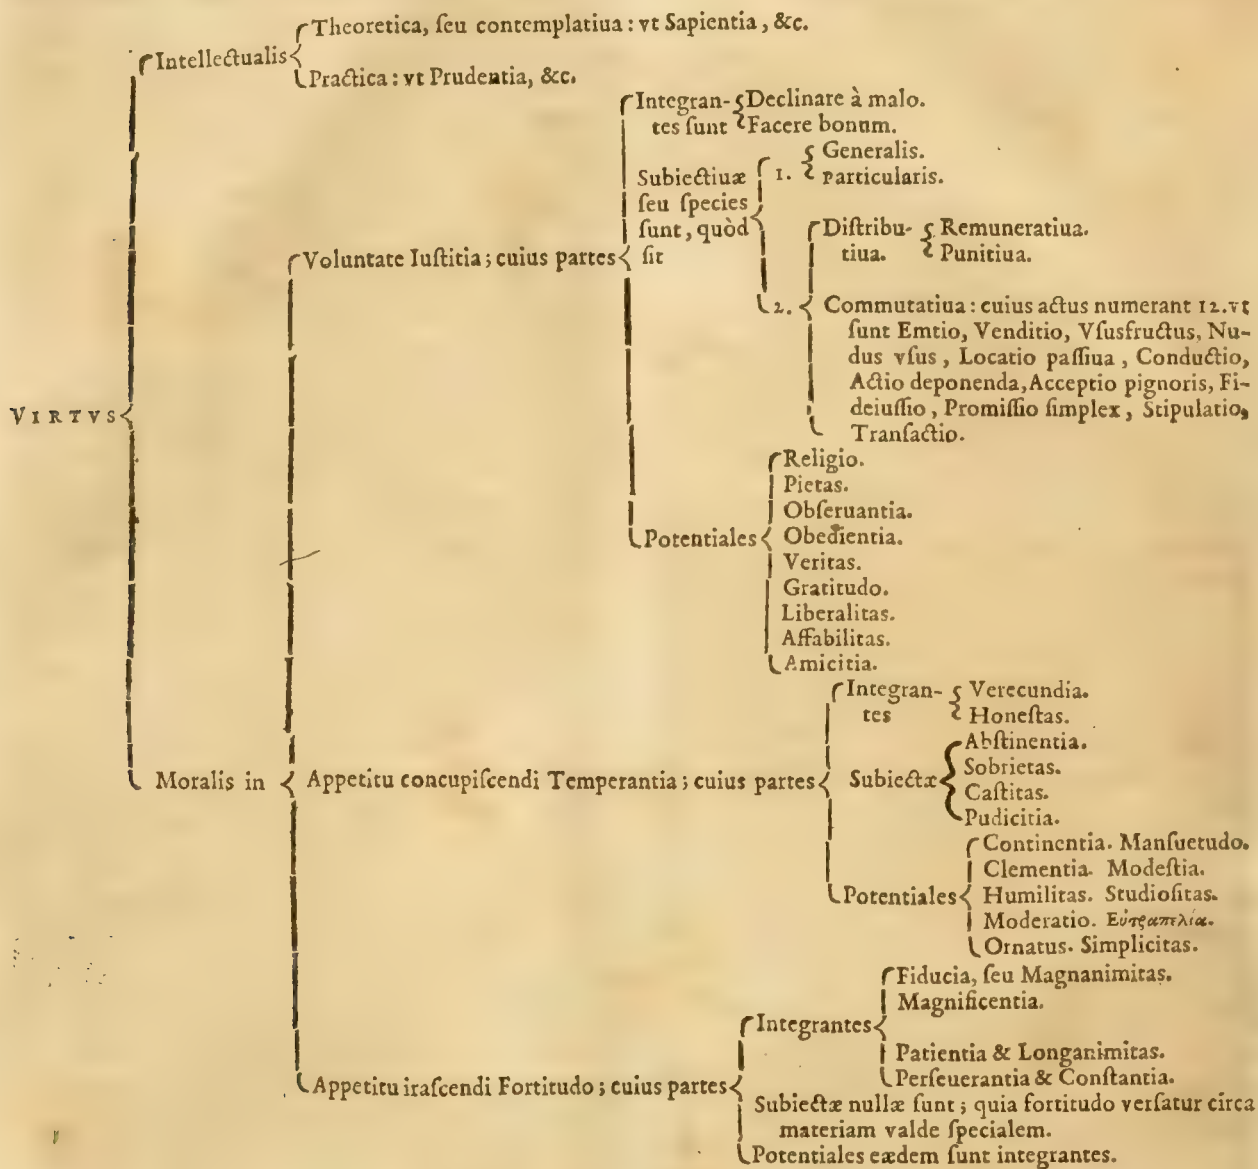 Theoretica, ſeu contemplatiua: vt Sapientia, &c.
Intellectualis
Practica: vt Prudentia, &c.
Integran-
tes ſunt
Declinare à malo.
Facere bonum.
Subiectiuæ
ſeu ſpecies
ſunt, quòd
ſit
1.
Generalis.
particularis.
2.
Diſtribu-
tiua.
Remuneratiua.
Punitiua.
Commutatiua: cuius actus numerant 12. vt
ſunt Emtio, Venditio, Vſusfructus, Nu-
dus vſus, Locatio paſſiua, Conductio,
Actio deponenda, Acceptio pignoris, Fi-
deiuſſio, Promiſſio ſimplex, Stipulatio,
Tranſactio.
Voluntate Iuſtitia; cuius partes
VIRTVS
Potentiales
Religio.
Pietas.
Obſeruantia.
Obedientia.
Veritas.
Gratitudo.
Liberalitas.
Affabilitas.
Amicitia.
Moralis in
Appetitu concupiſcendi Temperantia; cuius partes
Integran-
tes
Verecundia.
Honeſtas.
Subiectæ
Abſtinentia.
Sobrietas.
Caſtitas.
Pudicitia.
Potentiales
Continentia. Manſuetudo.
Clementia. Modeſtia.
Humilitas. Studioſitas.
Moderatio. Εὐτραπελία.
Ornatus. Simplicitas.
Appetitu iraſcendi Fortitudo; cuius partes
Integrantes
Fiducia, ſeu Magnanimitas.
Magnificentia.
Patientia & Longanimitas.
Perſeuerantia & Conſtantia.
Subiectæ nullæ ſunt; quia fortitudo verſatur circa
materiam valde ſpecialem.
Potentiales eædem ſunt integrantes.